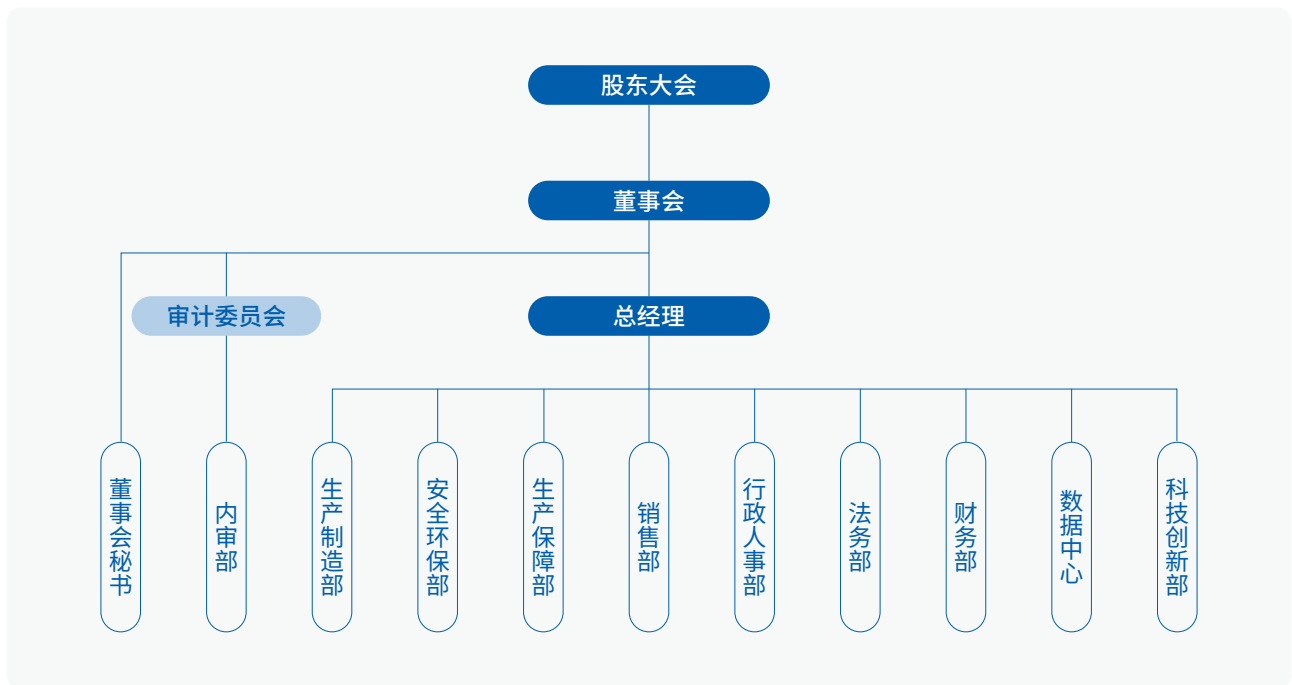 股东大会
董事会
审计委员会
总经理
董事会秘书
内审部
生产制造部
安全环保部
生产保障部
销售部
行政人事部
法务部
财务部
数据中心
科技创新部